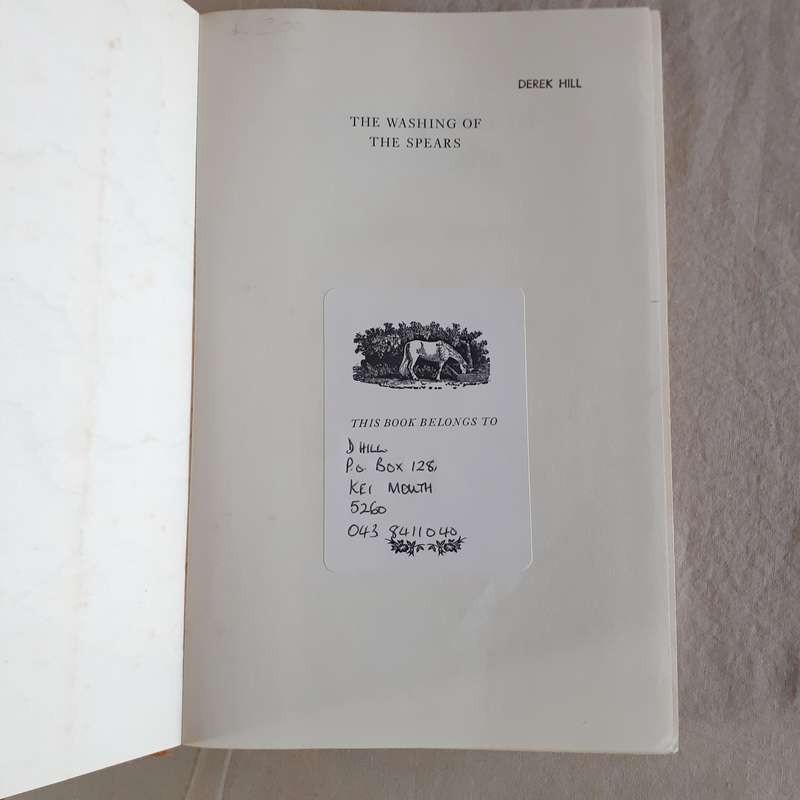 DEREK HILL
THE WASHING OF
THE SPEARS
THIS BOOK BELONGS TO
D HILL
P.O. BOX 128,
KEI MOUTH
5260
043 8411040